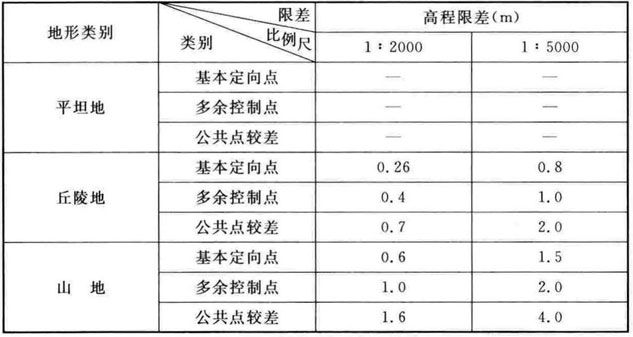 地形类别 限差 比例尺 类别 高程限差(m)
1∶2000 1∶5000
平坦地 基本定向点 — —
多余控制点 — —
公共点较差 — —
丘陵地 基本定向点 0.26 0.8
多余控制点 0.4 1.0
公共点较差 0.7 2.0
山 地 基本定向点 0.6 1.5
多余控制点 1.0 2.0
公共点较差 1.6 4.0